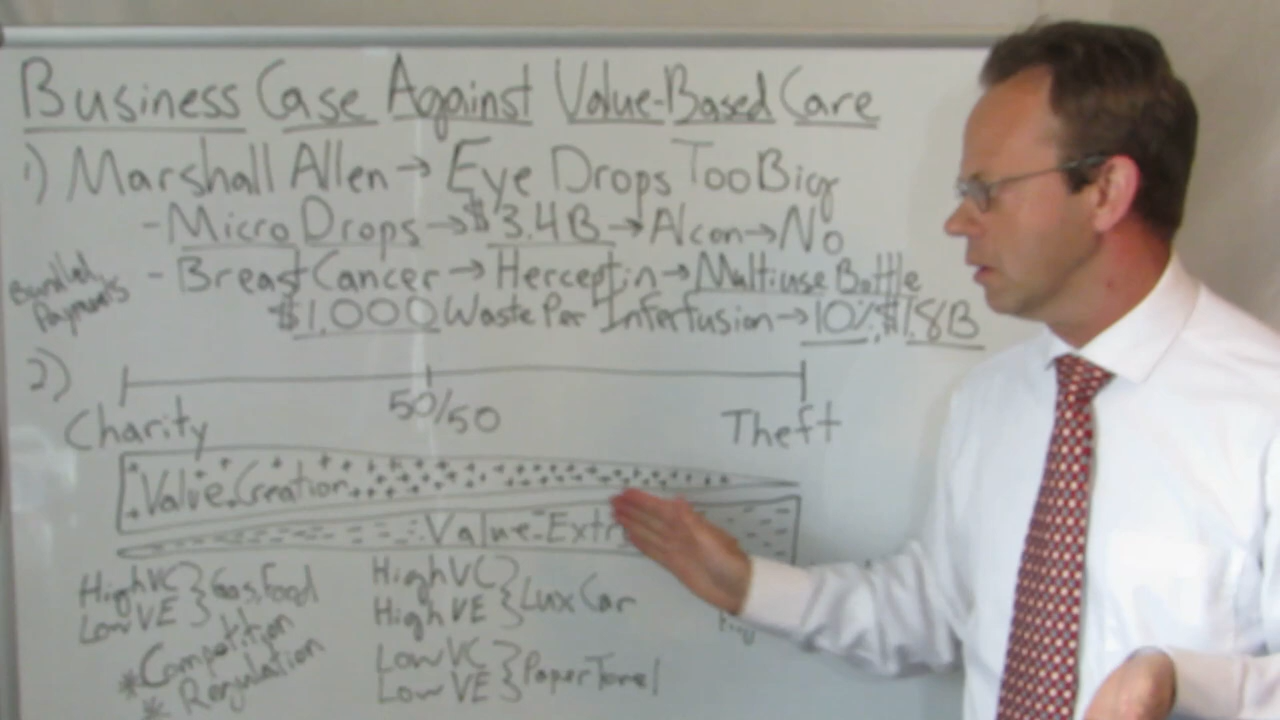 Business Case Against Value-Based Care
1) Marshall Allen → Eye Drops Too Big
- Micro Drops → $3.4B → Alcon → No
Bundled Payments
- Breast Cancer → Herceptin → Multiuse Bottle
$1,000 Waste Per Inferfusion → 10%, $1.8B
2)
Charity 50/50 Theft
Value Creation
Value Extr
High VC } Gas, Food
Low VE
* Competition
* Regulation
High VC } Lux Car
High VE
Low VC } Paper Towel
Low VE